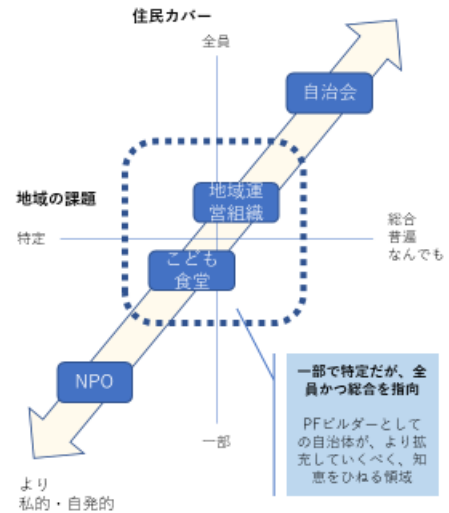 住民カバー
全員
自治会
地域運
営組織
地域の課題
特定
総合
普遍
なんでも
こども
食堂
NPO
一部
一部で特定だが、全
員かつ総合を指向
PFビルダーとして
の自治体が、より拡
充していくべく、知
恵をひねる領域
より
私的・自発的